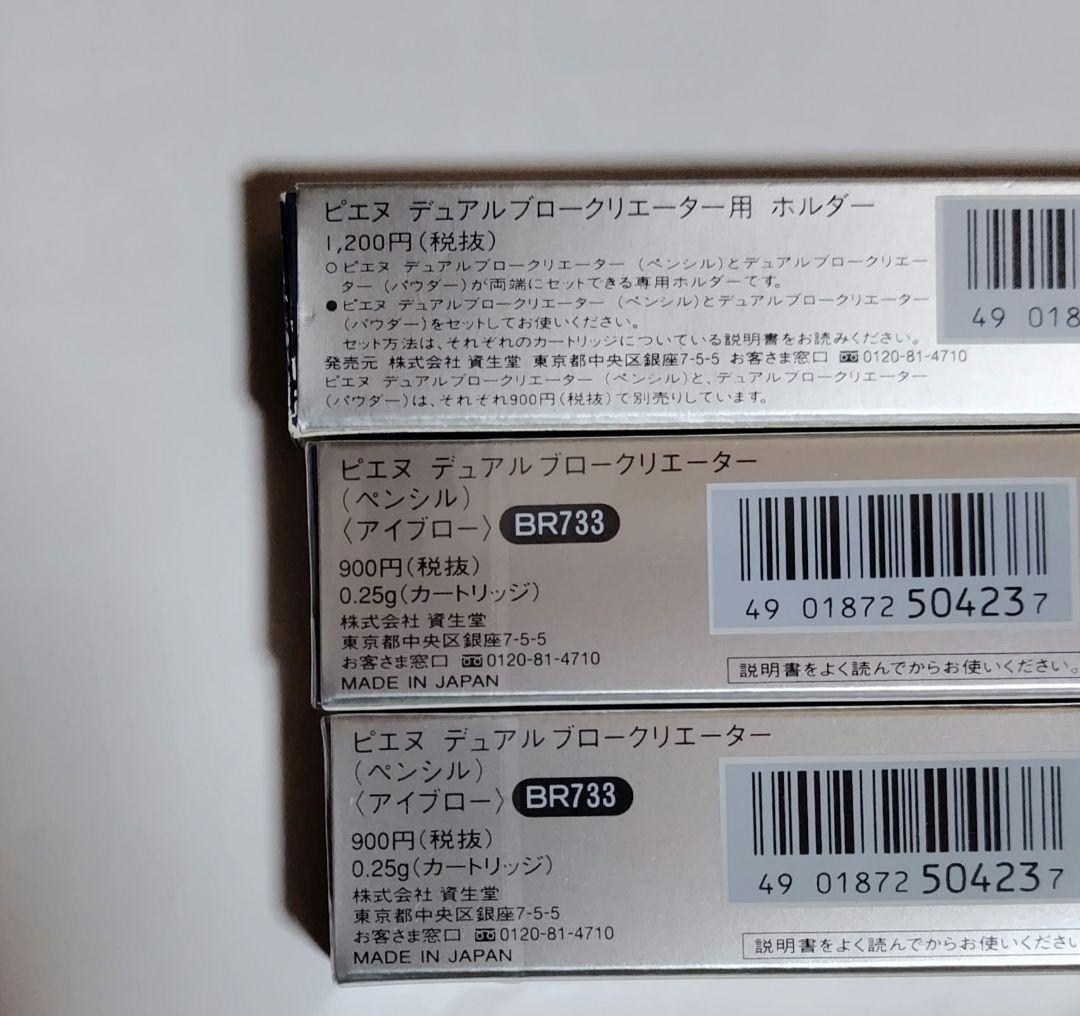 ピエヌ デュアルブロークリエーター用 ホルダー
1,200円(税抜)
○ピエヌ デュアルブロークリエーター (ペンシル)とデュアルブロークリエー
ター (パウダー)が両端にセットできる専用ホルダーです。
●ピエヌ デュアルブロークリエーター (ペンシル)とデュアルブロークリエーター
(パウダー)をセットしてお使いください。
セット方法は、それぞれのカートリッジについている説明書をお読みください。
発売元 株式会社 資生堂 東京都中央区銀座7-5-5 お客さま窓口 0120-81-4710
ピエヌ デュアルブロークリエーター (ペンシル)と、デュアルブロークリエーター
(パウダー)は、それぞれ900円(税抜)で別売りしています。
49 018
ピエヌ デュアルブロークリエーター
(ペンシル)
〈アイブロー〉 BR733
900円(税抜)
0.25g(カートリッジ)
株式会社 資生堂
東京都中央区銀座7-5-5
お客さま窓口 0120-81-4710
MADE IN JAPAN
49 01872 504237
説明書をよく読んでからお使いください。
ピエヌ デュアルブロークリエーター
(ペンシル)
〈アイブロー〉 BR733
900円(税抜)
0.25g(カートリッジ)
株式会社 資生堂
東京都中央区銀座7-5-5
お客さま窓口 0120-81-4710
MADE IN JAPAN
49 01872 504237
説明書をよく読んでからお使いくださ